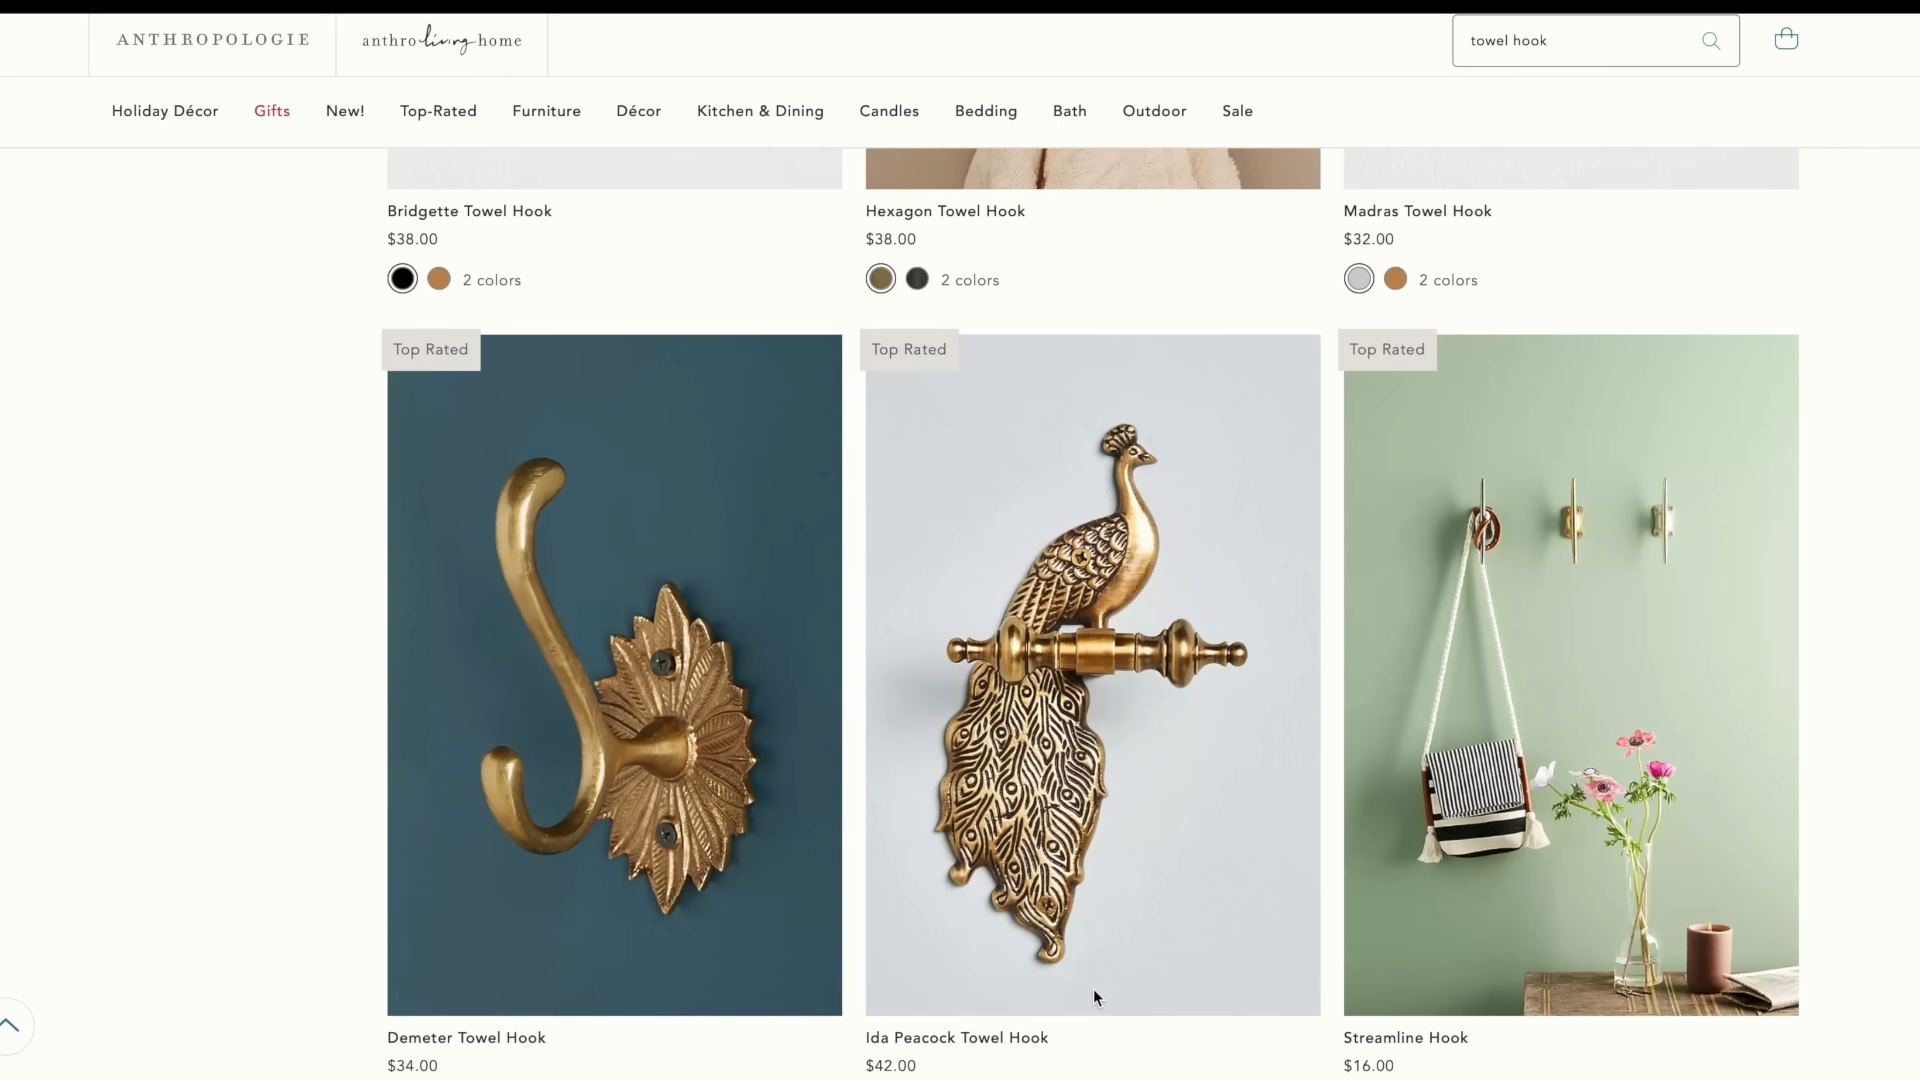 ANTHROPOLOGIE
anthro living home
towel hook
Holiday Décor
Gifts
New!
Top-Rated
Furniture
Décor
Kitchen & Dining
Candles
Bedding
Bath
Outdoor
Sale
Bridgette Towel Hook
$38.00
2 colors
Hexagon Towel Hook
$38.00
2 colors
Madras Towel Hook
$32.00
2 colors
Top Rated
Top Rated
Top Rated
Demeter Towel Hook
$34.00
Ida Peacock Towel Hook
$42.00
Streamline Hook
$16.00